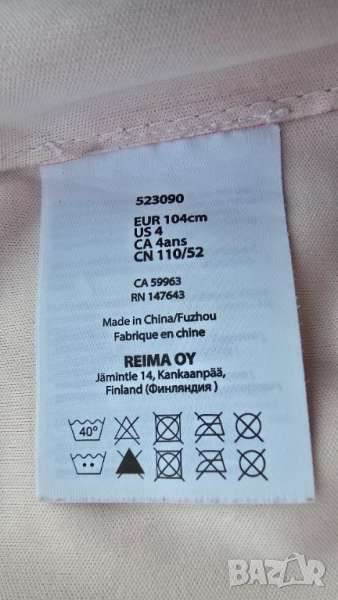 523090
EUR 104cm
US 4
CA 4ans
CN 110/52
CA 59963
RN 147643
Made in China/Fuzhou
Fabrique en chine
REIMA OY
Jämintie 14, Kankaanpää,
Finland (Финляндия )
40°
BAZAR